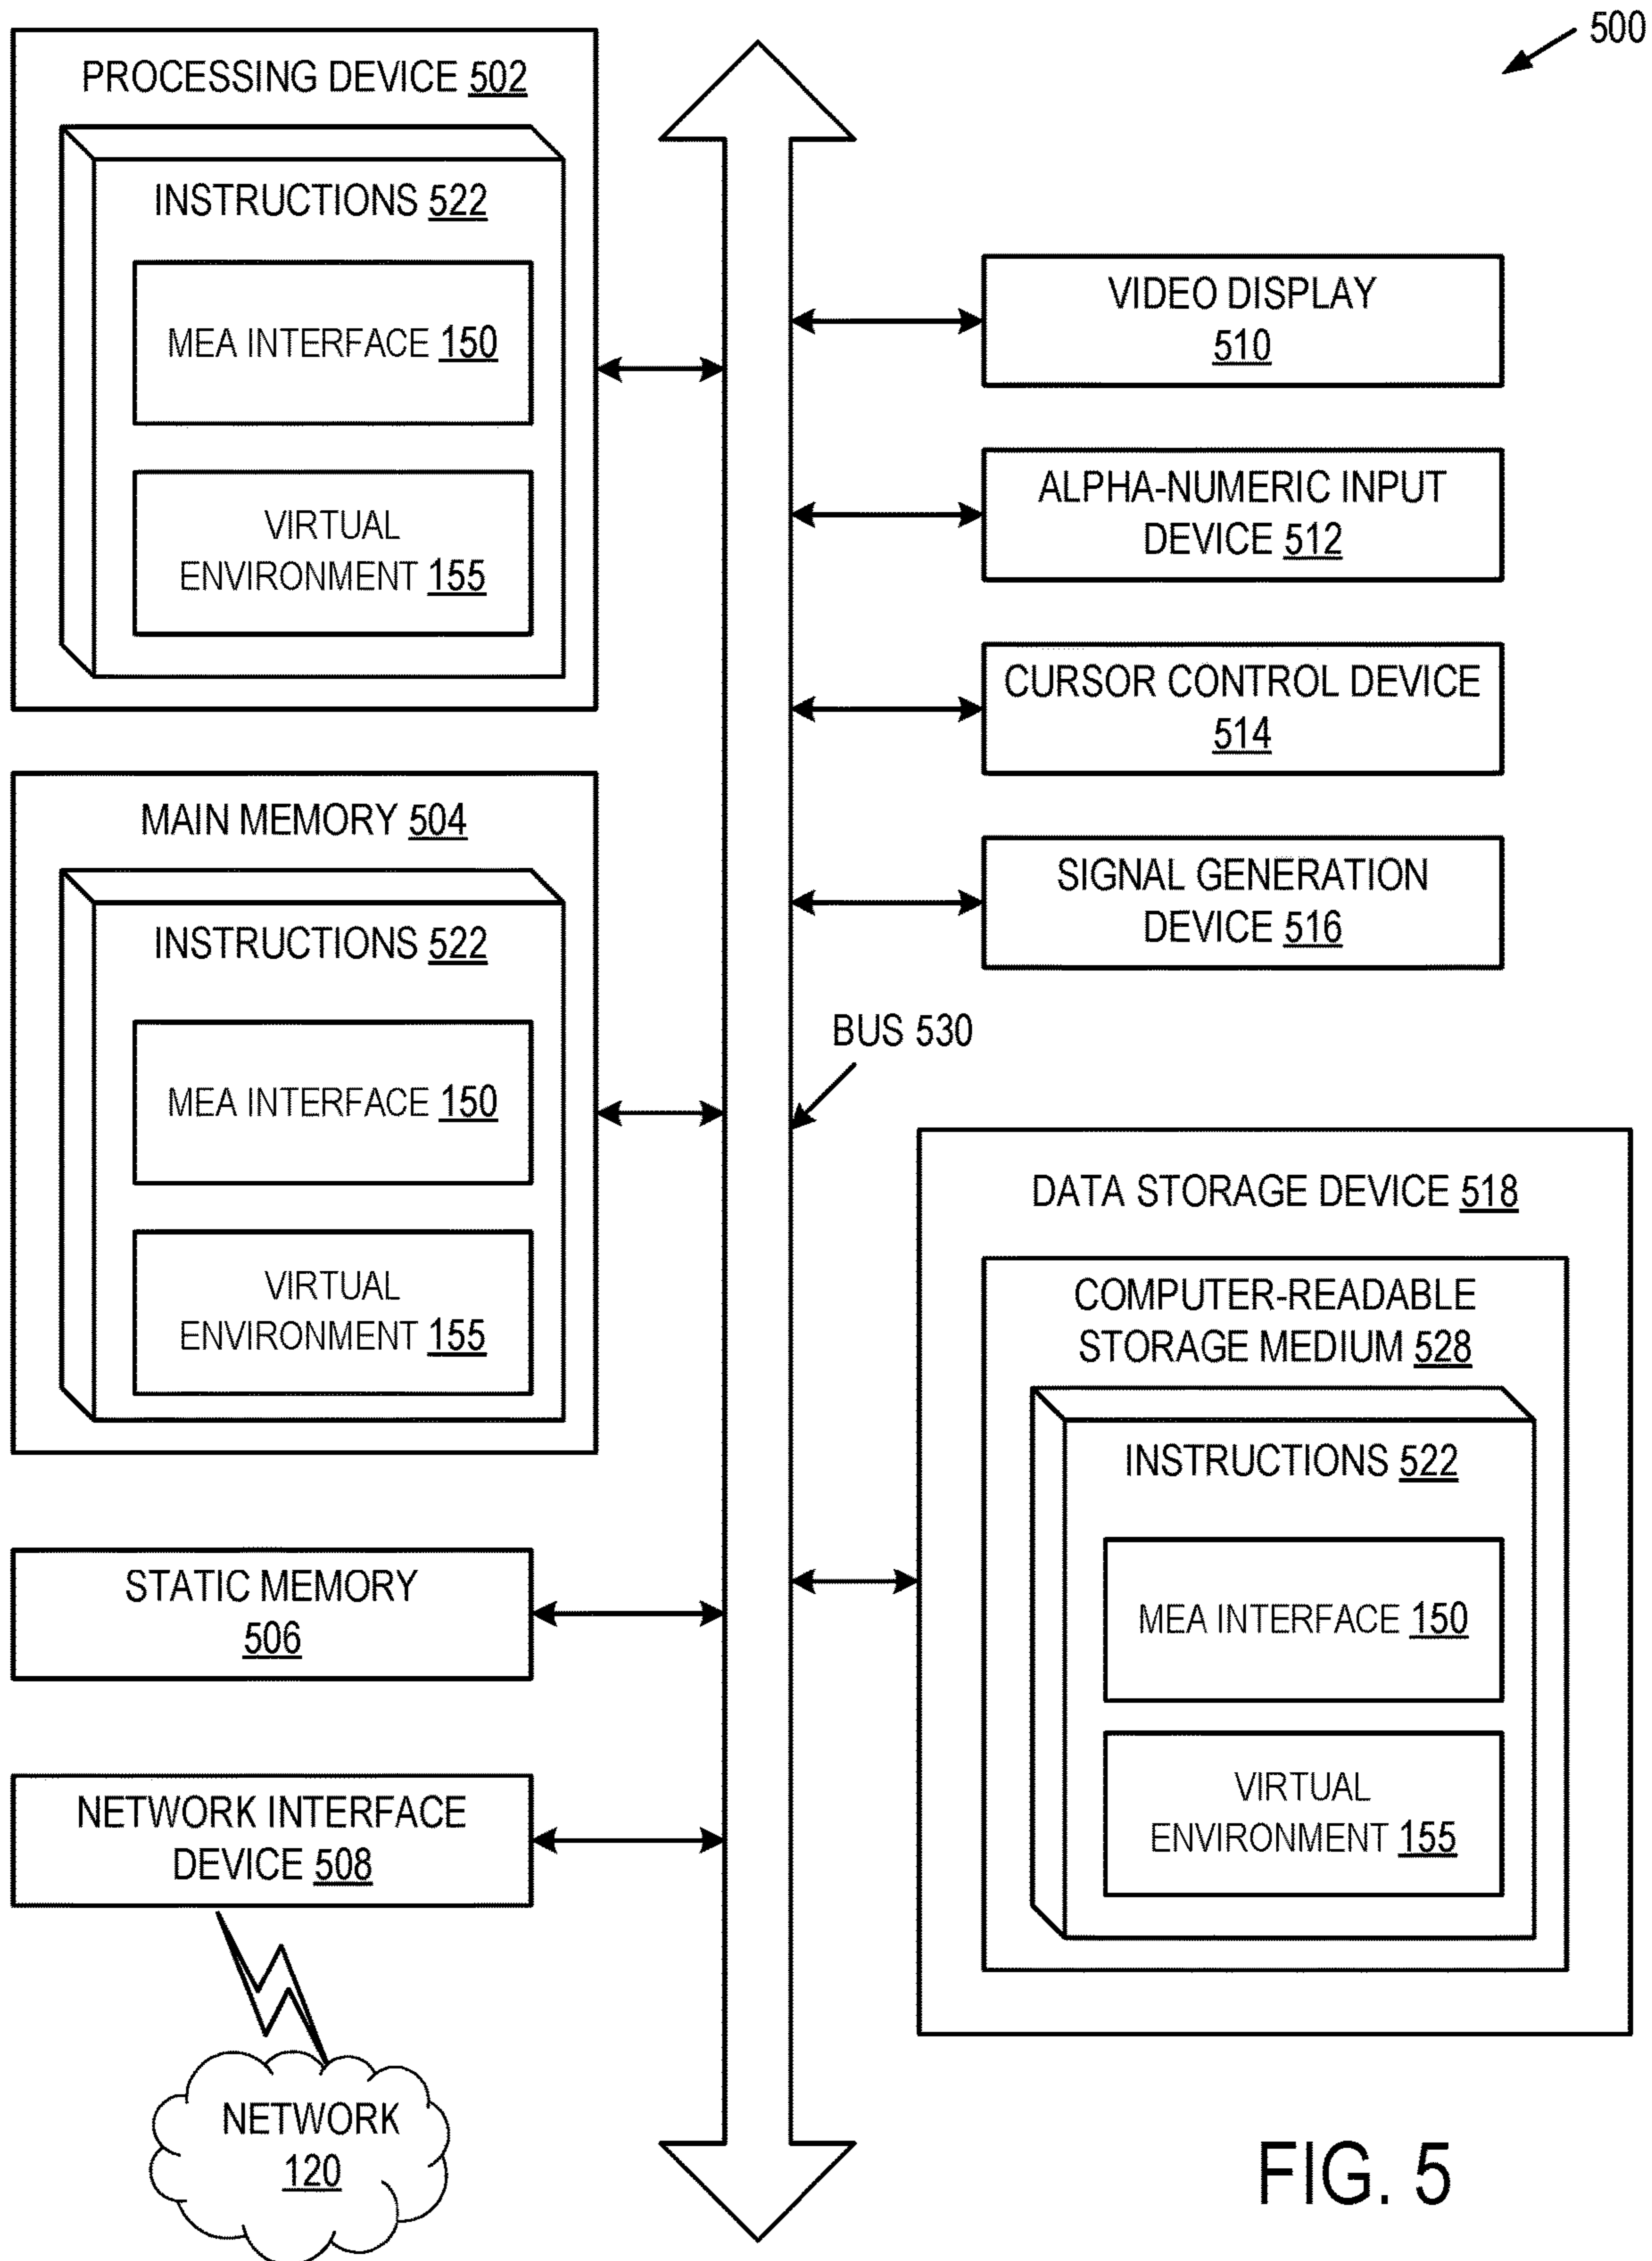 500
PROCESSING DEVICE 502
INSTRUCTIONS 522
MEA INTERFACE 150
VIRTUAL
ENVIRONMENT 155
MAIN MEMORY 504
INSTRUCTIONS 522
MEA INTERFACE 150
VIRTUAL
ENVIRONMENT 155
STATIC MEMORY
506
NETWORK INTERFACE
DEVICE 508
NETWORK
120
VIDEO DISPLAY
510
ALPHA-NUMERIC INPUT
DEVICE 512
CURSOR CONTROL DEVICE
514
SIGNAL GENERATION
DEVICE 516
BUS 530
DATA STORAGE DEVICE 518
COMPUTER-READABLE
STORAGE MEDIUM 528
INSTRUCTIONS 522
MEA INTERFACE 150
VIRTUAL
ENVIRONMENT 155
FIG. 5